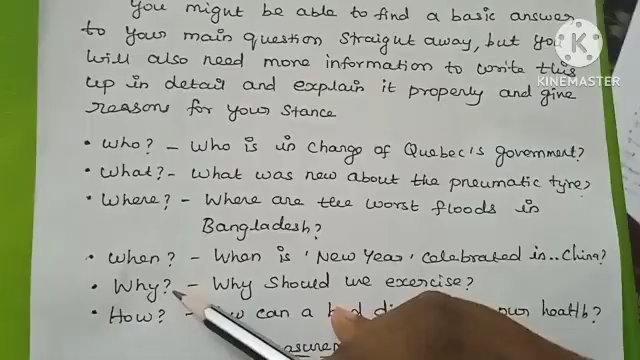 You might be able to find a basic answer
to your main question straigut away, but you
will also need more information to write this
up in detail and explain it properly and give
reasons for your stance
• Who? - Who is in charge of Quebec's government?
• What? - What was new about the pneumatic tyre?
• Where? - Where are the worst floods in
Bangladesh?
• When? - When is 'New Year' celebrated in.. China?
• Why? - Why should we exercise?
• How? - can a health?
KINEMASTER